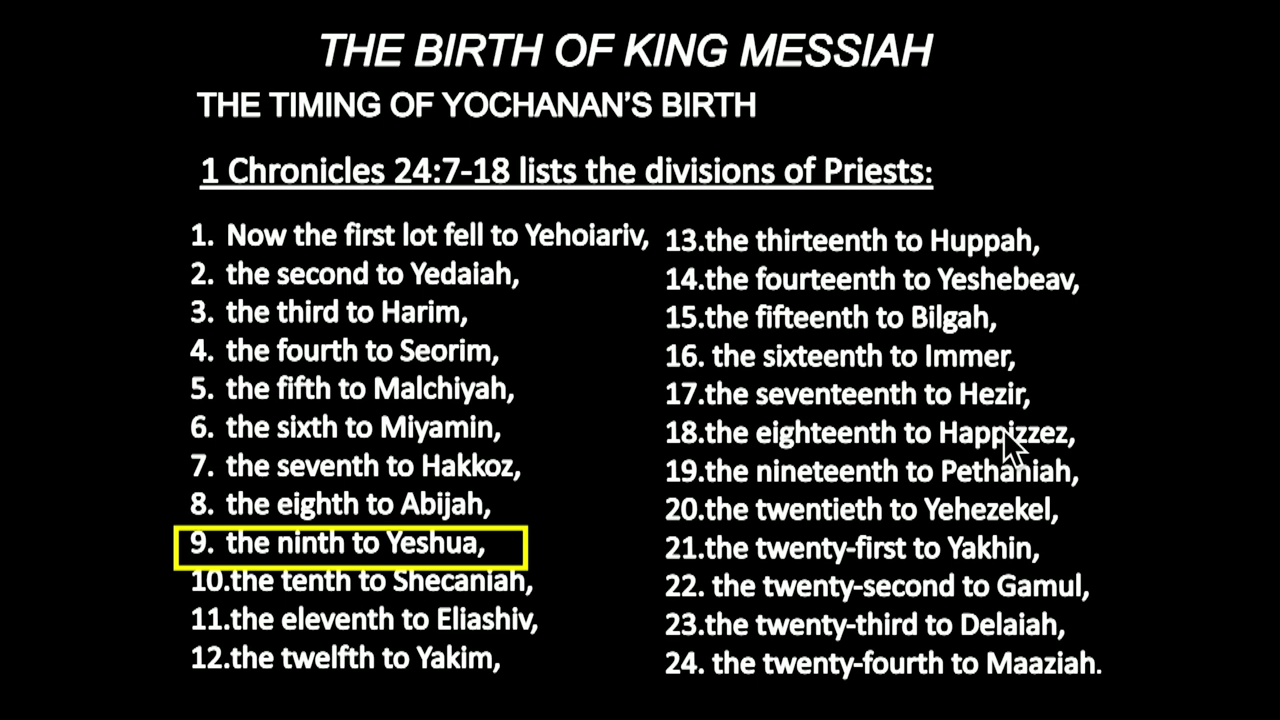 THE BIRTH OF KING MESSIAH
THE TIMING OF YOCHANAN'S BIRTH
1 Chronicles 24:7-18 lists the divisions of Priests:
1. Now the first lot fell to Yehoiariv,
2. the second to Yedaiah,
3. the third to Harim,
4. the fourth to Seorim,
5. the fifth to Malchiyah,
6. the sixth to Miyamin,
7. the seventh to Hakkoz,
8. the eighth to Abijah,
9. the ninth to Yeshua,
10.the tenth to Shecaniah,
11.the eleventh to Eliashiv,
12.the twelfth to Yakim,
13.the thirteenth to Huppah,
14.the fourteenth to Yeshebeav,
15.the fifteenth to Bilgah,
16. the sixteenth to Immer,
17.the seventeenth to Hezir,
18.the eighteenth to Happizzez,
19.the nineteenth to Pethahiah,
20.the twentieth to Yehezekel,
21.the twenty-first to Yakhin,
22. the twenty-second to Gamul,
23.the twenty-third to Delaiah,
24. the twenty-fourth to Maaziah.